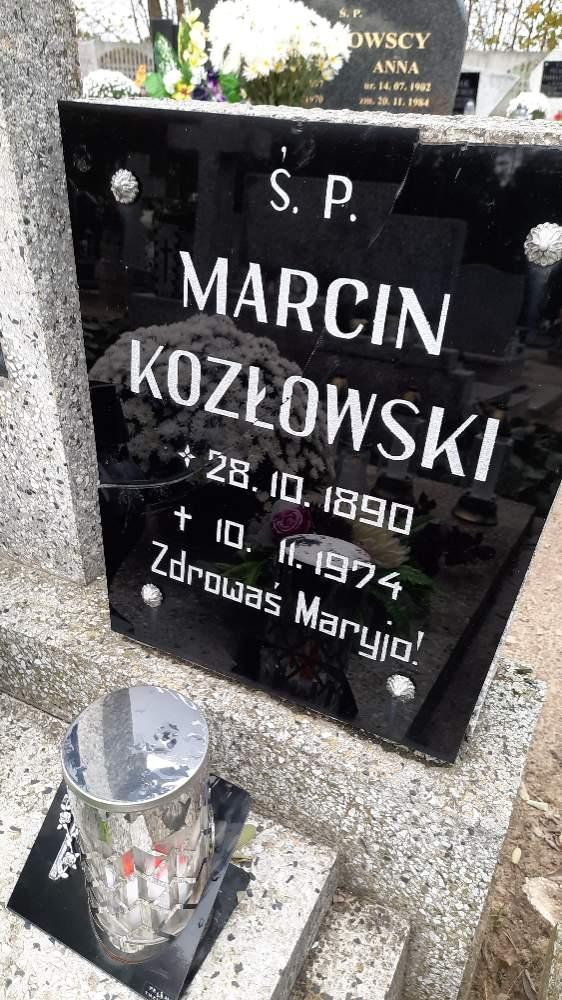 Ś. P.
OWSCY
ANNA
ur. 14.07. 1902
1970
zm. 20. 11. 1984
Ś. P.
MARCIN
KOZŁOWSKI
28. 10. 1890
† 10. 11. 1974
Zdrowaś Maryjo!